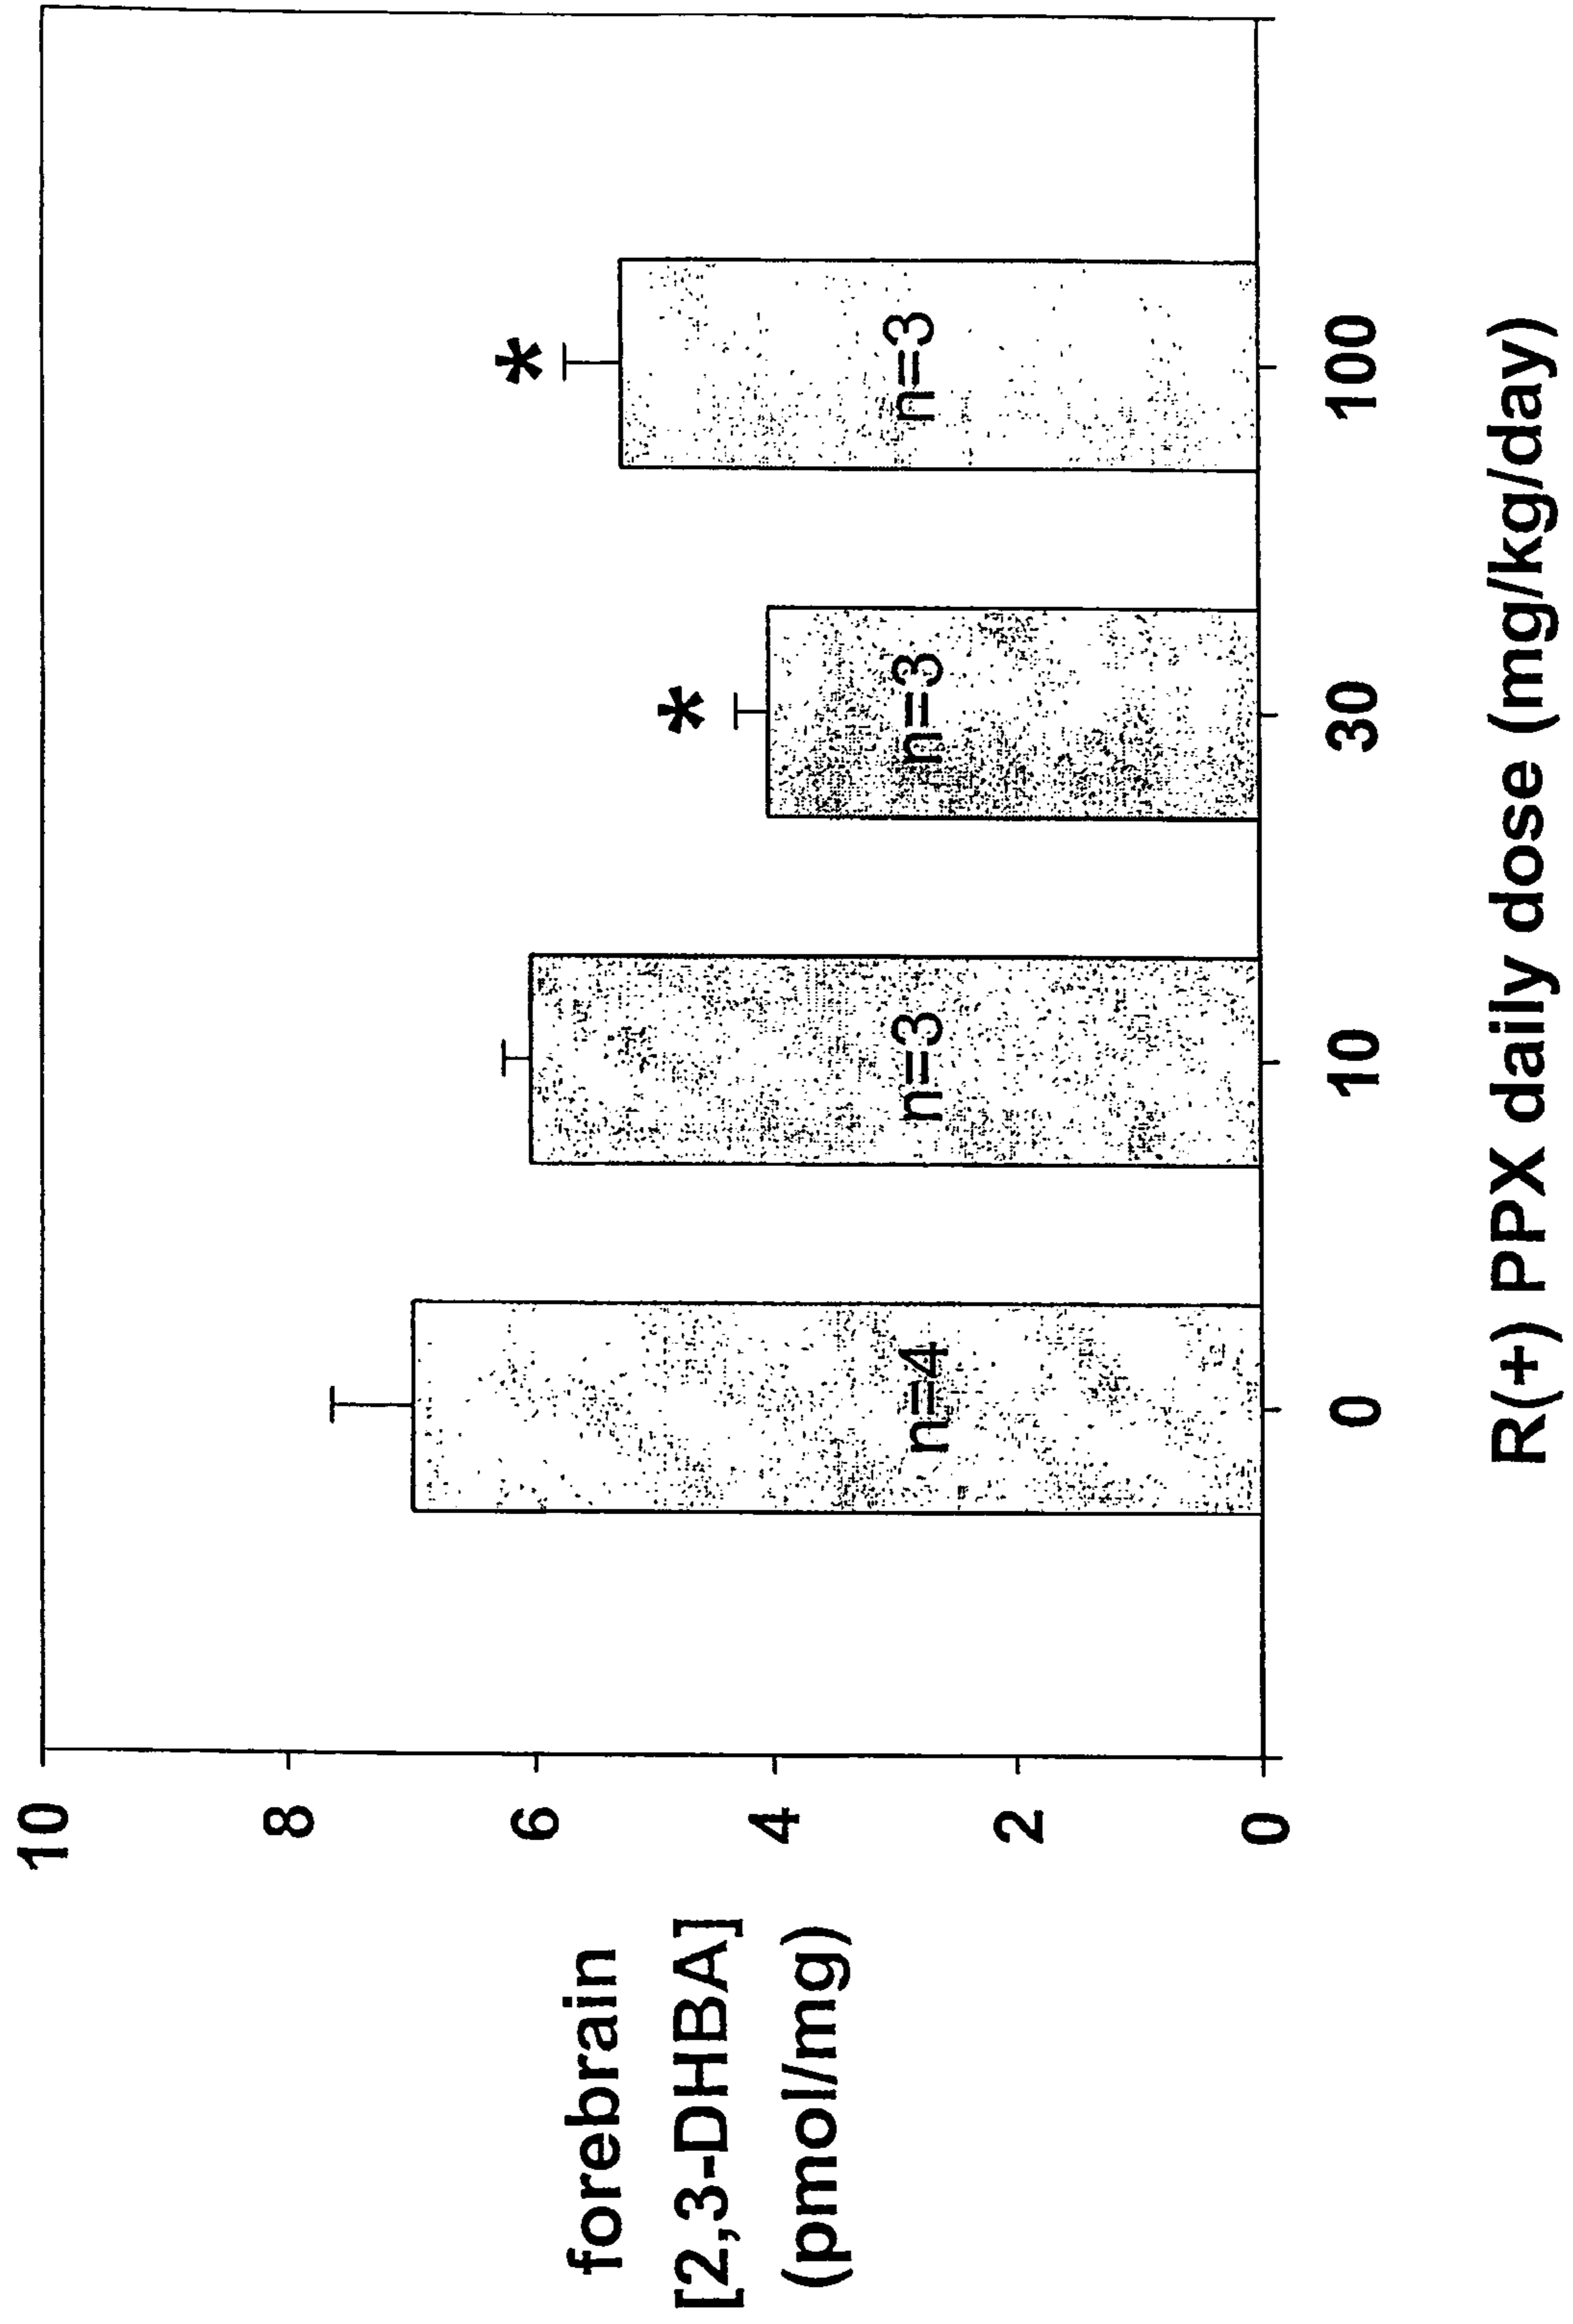 forebrain
[2,3-DHBA]
(pmol/mg)
10
8
6
4
2
0
n=4
n=3
n=3
*
n=3
*
0 10 30 100
R(+) PPX daily dose (mg/kg/day)